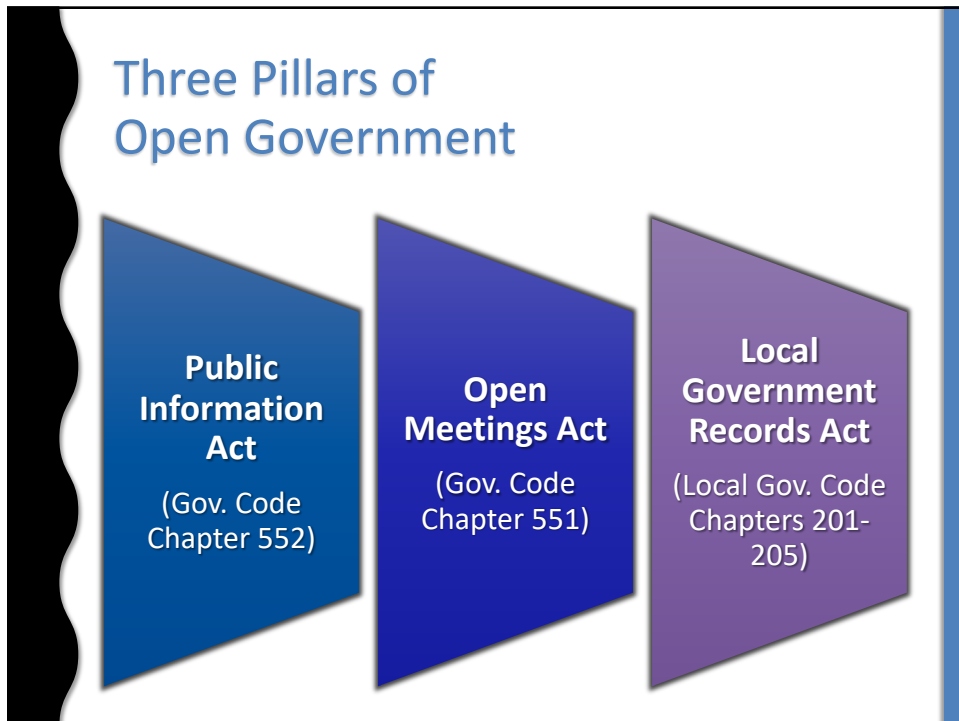 Three Pillars of
Open Government
Public
Information
Act
(Gov. Code
Chapter 552)
Open
Meetings Act
(Gov. Code
Chapter 551)
Local
Government
Records Act
(Local Gov. Code
Chapters 201-
205)